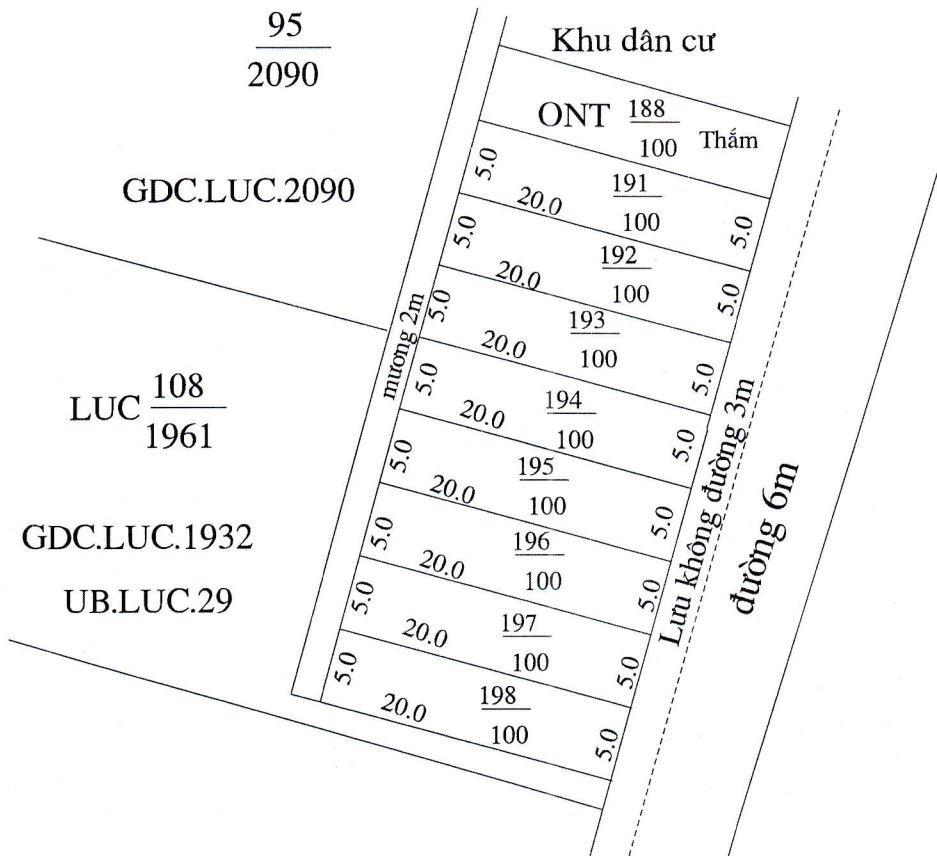 95
2090
GDC.LUC.2090
LUC 108
1961
GDC.LUC.1932
UB.LUC.29
Khu dân cư
ONT 188
100 Thắm
5.0 191
20.0 100 5.0
5.0 192
20.0 100 5.0
5.0 193
20.0 100 5.0
5.0 194
20.0 100 5.0
5.0 195
20.0 100 5.0
5.0 196
20.0 100 5.0
5.0 197
20.0 100 5.0
5.0 198
20.0 100 5.0
mương 2m
Lưu không đường 3m
đường 6m